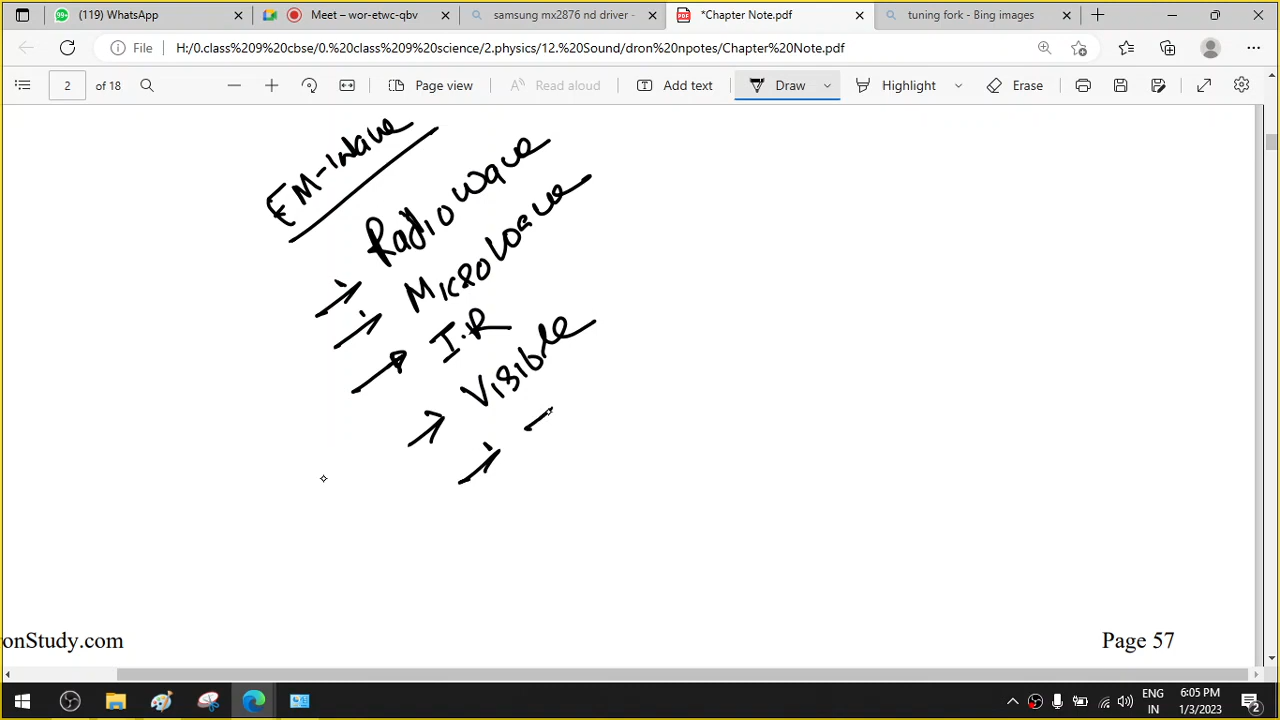 (119) WhatsApp
Meet – wor-etwc-qbv
samsung mx2876 nd driver -
*Chapter Note.pdf
tuning fork - Bing images
File
H:/0.class%209%20cbse/0.%20class%209%20science/2.physics/12.%20Sound/dron%20npotes/Chapter%20Note.pdf
2 of 18
Page view
Read aloud
Add text
Draw
Highlight
Erase
EM-Wave
Radiowave
Microwave
I.R
Visible
onStudy.com
Page 57
99+
PDF
ENG
IN
6:05 PM
1/3/2023
2